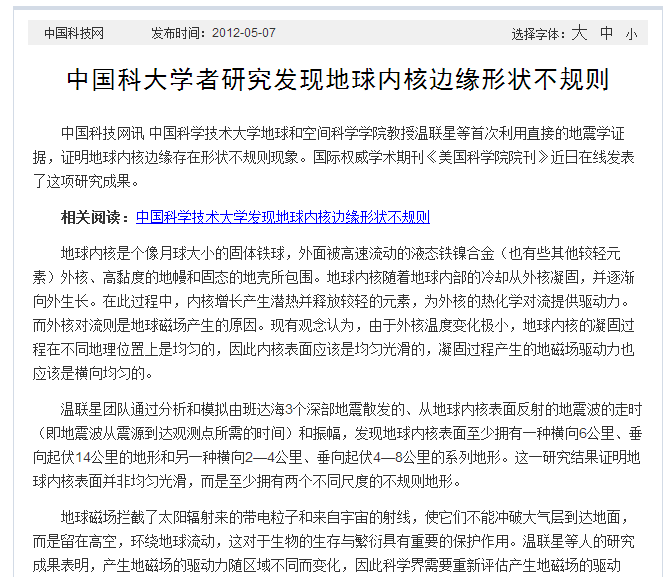 中国科技网 发布时间：2012-05-07 选择字体：大 中 小
中国科大学者研究发现地球内核边缘形状不规则
中国科技网讯 中国科学技术大学地球和空间科学学院教授温联星等首次利用直接的地震学证
据，证明地球内核边缘存在形状不规则现象。国际权威学术期刊《美国科学院院刊》近日在线发表
了这项研究成果。
相关阅读：中国科学技术大学发现地球内核边缘形状不规则
地球内核是个像月球大小的固体铁球，外面被高速流动的液态铁镍合金（也有些其他较轻元
素）外核、高黏度的地幔和固态的地壳所包围。地球内核随着地球内部的冷却从外核凝固，并逐渐
向外生长。在此过程中，内核增长产生潜热并释放较轻的元素，为外核的热化学对流提供驱动力。
而外核对流则是地球磁场产生的原因。现有观念认为，由于外核温度变化极小，地球内核的凝固过
程在不同地理位置上是均匀的，因此内核表面应该是均匀光滑的，凝固过程产生的地磁场驱动力也
应该是横向均匀的。
温联星团队通过分析和模拟由班达海3个深部地震散发的、从地球内核表面反射的地震波的走时
（即地震波从震源到达观测点所需的时间）和振幅，发现地球内核表面至少拥有一种横向6公里、垂
向起伏14公里的地形和另一种横向2—4公里、垂向起伏4—8公里的系列地形。这一研究结果证明地
球内核表面并非均匀光滑，而是至少拥有两个不同尺度的不规则地形。
地球磁场拦截了太阳辐射来的带电粒子和来自宇宙的射线，使它们不能冲破大气层到达地面，
而是留在高空，环绕地球流动，这对于生物的生存与繁衍具有重要的保护作用。温联星等人的研究
成果表明，产生地磁场的驱动力随区域不同而变化，因此科学界需要重新评估产生地磁场的驱动